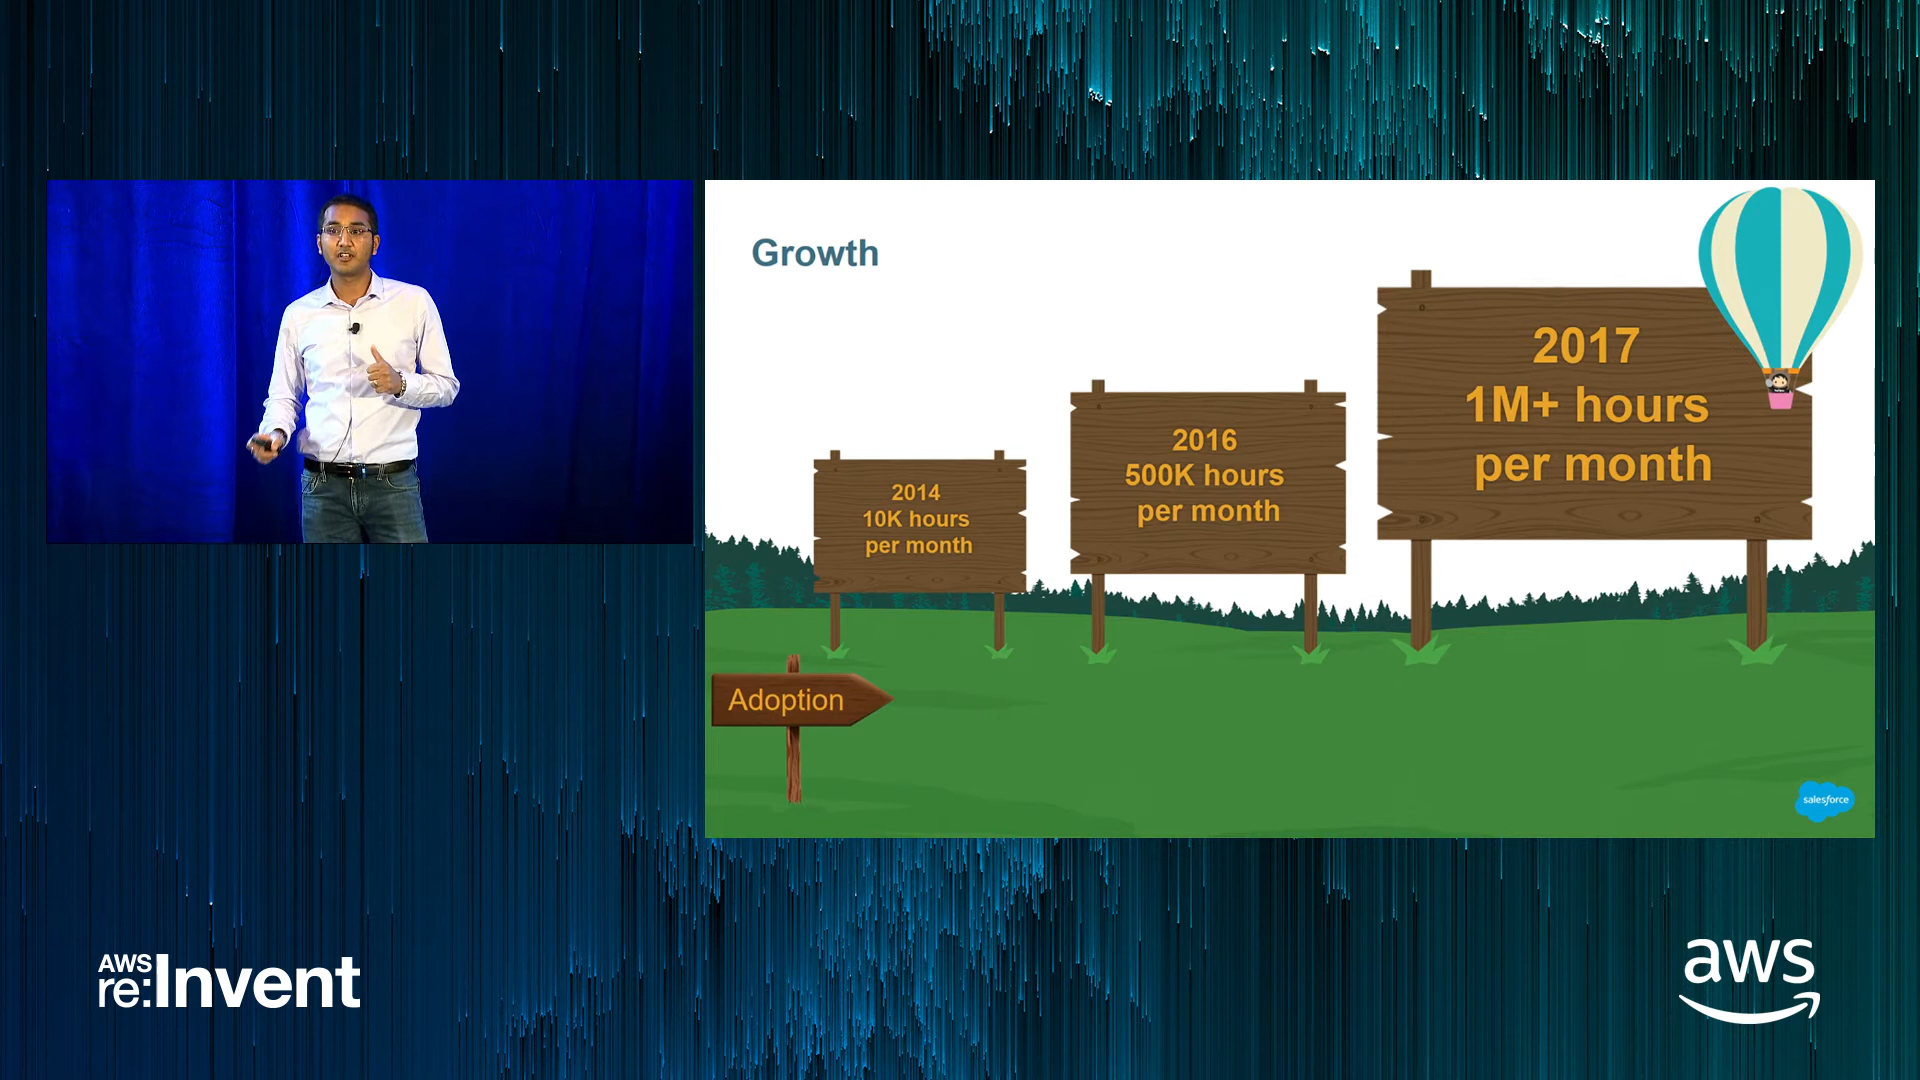 Growth
2014
10K hours
per month
2016
500K hours
per month
2017
1M+ hours
per month
Adoption
salesforce
AWS
re:Invent
aws